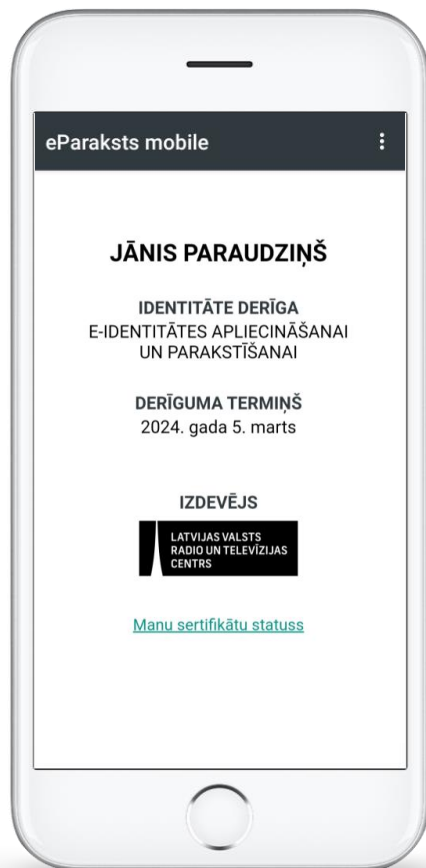 eParaksts mobile
JĀNIS PARAUDZIŅŠ
IDENTITĀTE DERĪGA
E-IDENTITĀTES APLIECINĀŠANAI
UN PARAKSTĪŠANAI
DERĪGUMA TERMIŅŠ
2024. gada 5. marts
IZDEVĒJS
LATVIJAS VALSTS
RADIO UN TELEVĪZIJAS
CENTRS
Manu sertifikātu statuss